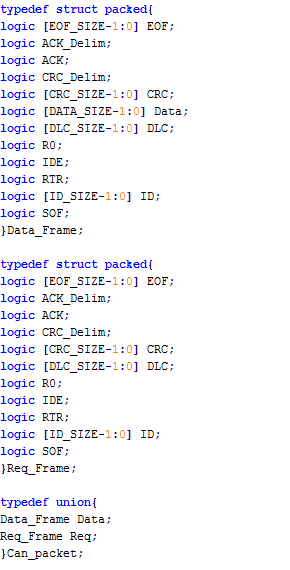 typedef struct packed{
logic [EOF_SIZE-1:0] EOF;
logic ACK_Delim;
logic ACK;
logic CRC_Delim;
logic [CRC_SIZE-1:0] CRC;
logic [DATA_SIZE-1:0] Data;
logic [DLC_SIZE-1:0] DLC;
logic R0;
logic IDE;
logic RTR;
logic [ID_SIZE-1:0] ID;
logic SOF;
}Data_Frame;
typedef struct packed{
logic [EOF_SIZE-1:0] EOF;
logic ACK_Delim;
logic ACK;
logic CRC_Delim;
logic [CRC_SIZE-1:0] CRC;
logic [DLC_SIZE-1:0] DLC;
logic R0;
logic IDE;
logic RTR;
logic [ID_SIZE-1:0] ID;
logic SOF;
}Req_Frame;
typedef union{
Data_Frame Data;
Req_Frame Req;
}Can_packet;